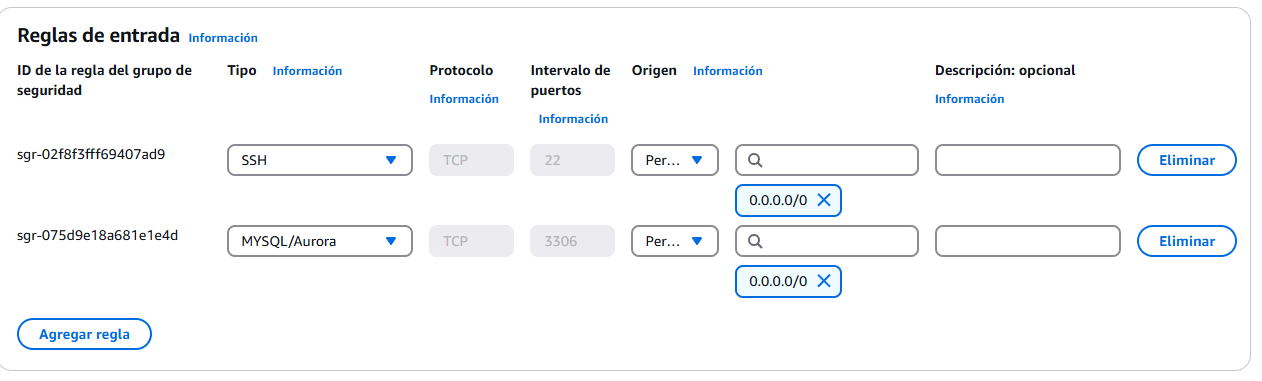 Reglas de entrada Información
ID de la regla del grupo de seguridad
Tipo Información
Protocolo Información
Intervalo de puertos Información
Origen Información
Descripción: opcional Información
sgr-02f8f3fff69407ad9 SSH TCP 22 Per... Eliminar
0.0.0.0/0
sgr-075d9e18a681e1e4d MYSQL/Aurora TCP 3306 Per... Eliminar
0.0.0.0/0
Agregar regla